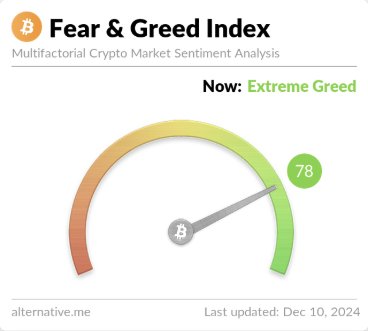 Fear & Greed Index
Multifactorial Crypto Market Sentiment Analysis
Now: Extreme Greed
78
alternative.me
Last updated: Dec 10, 2024